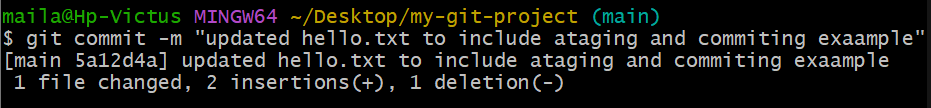 maila@Hp-Victus MINGW64 ~/Desktop/my-git-project (main)
$ git commit -m "updated hello.txt to include ataging and commiting exaample"
[main 5a12d4a] updated hello.txt to include ataging and commiting exaample
 1 file changed, 2 insertions(+), 1 deletion(-)